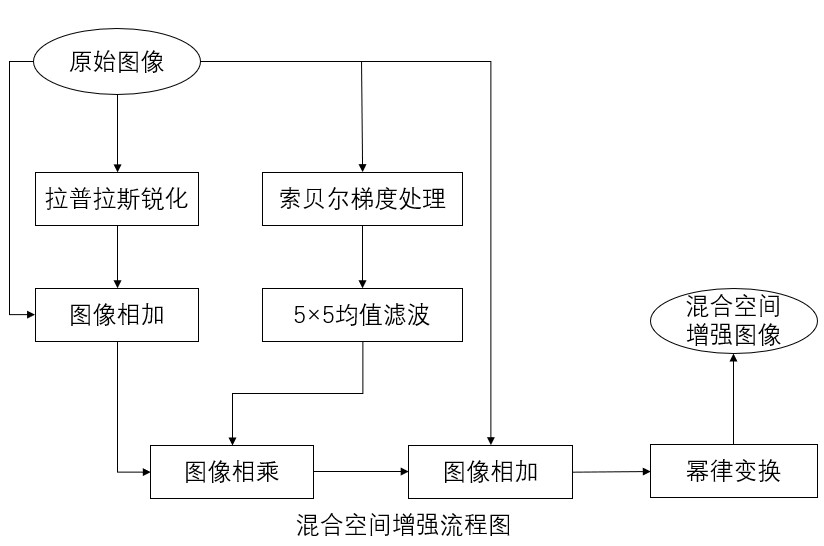 原始图像
拉普拉斯锐化
索贝尔梯度处理
图像相加
5×5均值滤波
混合空间
增强图像
图像相乘
图像相加
幂律变换
混合空间增强流程图